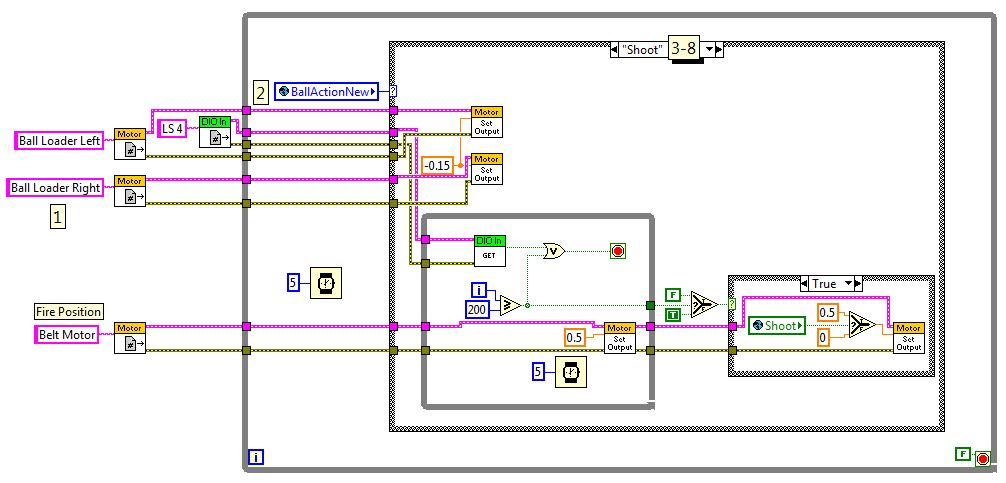 "Shoot" 3-8
2 BallActionNew
Motor
Set
Output
LS 4
DIO In
#
Ball Loader Left
Motor
#
-0.15
Motor
Set
Output
Ball Loader Right
Motor
#
1
DIO In
GET
V
5
i
200
≥
F
T
?
True
Fire Position
Belt Motor
Motor
#
0.5
Motor
Set
Output
Shoot
0.5
0
?
Motor
Set
Output
5
i
F